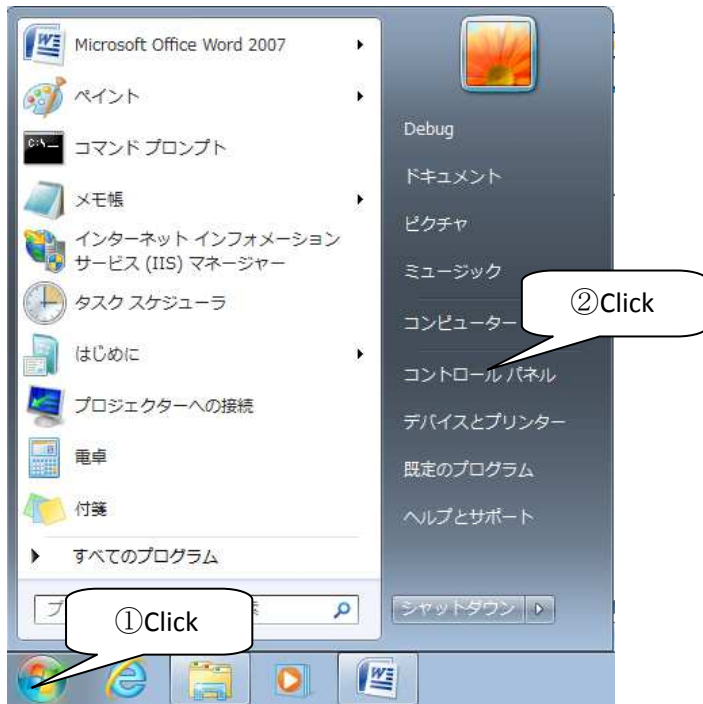 Microsoft Office Word 2007
ペイント
コマンド プロンプト
メモ帳
インターネット インフォメーション
サービス (IIS) マネージャー
タスク スケジューラ
はじめに
プロジェクターへの接続
電卓
付箋
すべてのプログラム
①Click
Debug
ドキュメント
ピクチャ
ミュージック
②Click
コンピューター
コントロール パネル
デバイスとプリンター
既定のプログラム
ヘルプとサポート
シャットダウン